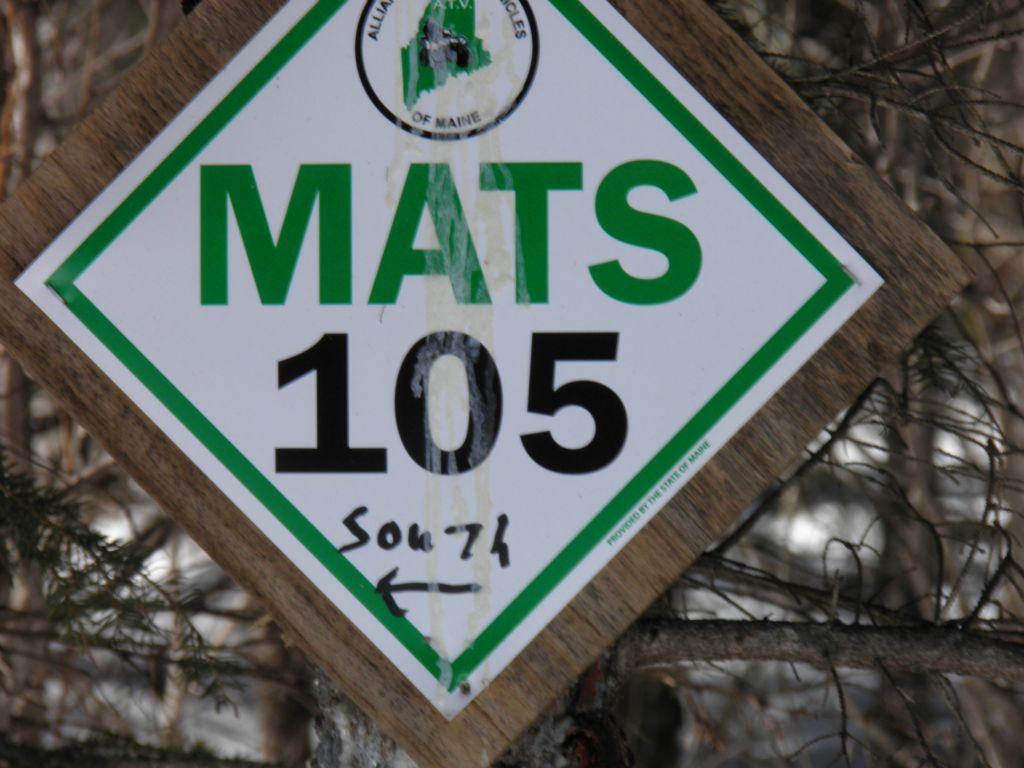 A.T.V.
OF MAINE
MATS
105
South
PROVIDED BY THE STATE OF MAINE